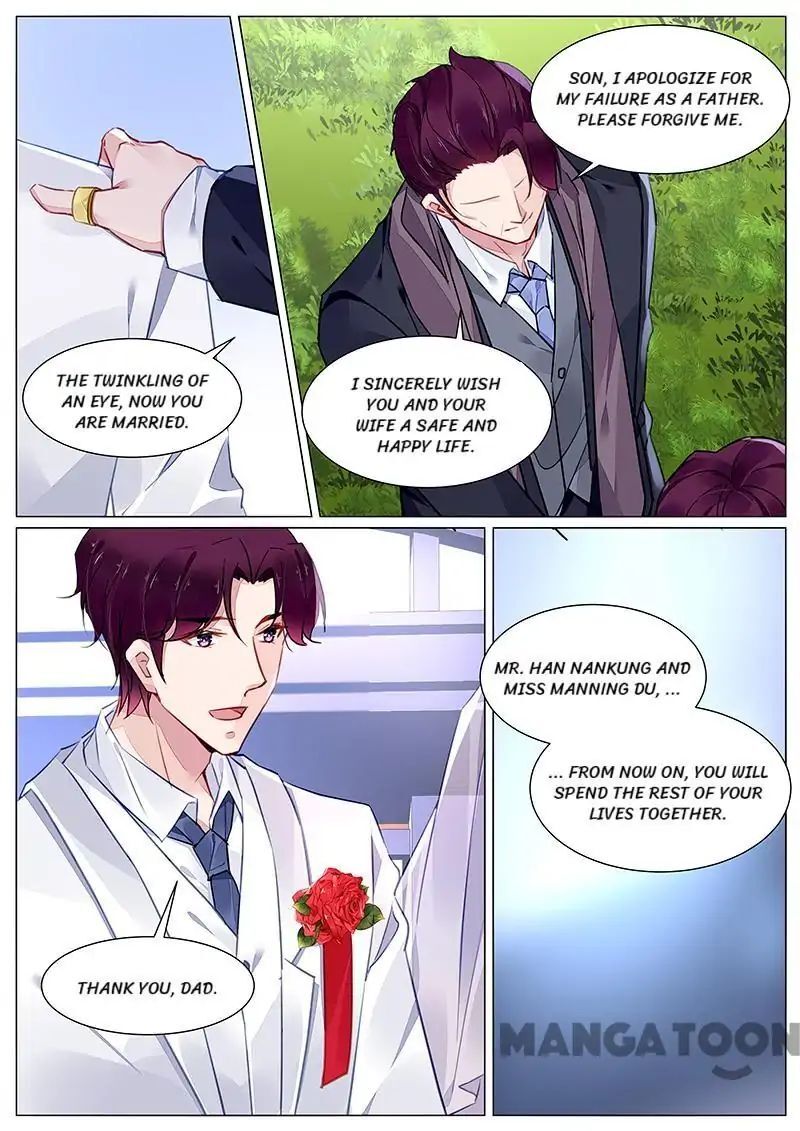 THE TWINKLING OF
AN EYE, NOW YOU
ARE MARRIED.
SON, I APOLOGIZE FOR
MY FAILURE AS A FATHER.
PLEASE FORGIVE ME.
I SINCERELY WISH
YOU AND YOUR
WIFE A SAFE AND
HAPPY LIFE.
THANK YOU, DAD.
MR. HAN NANKUNG AND
MISS MANNING DU, ...
... FROM NOW ON, YOU WILL
SPEND THE REST OF YOUR
LIVES TOGETHER.
MANGATOON